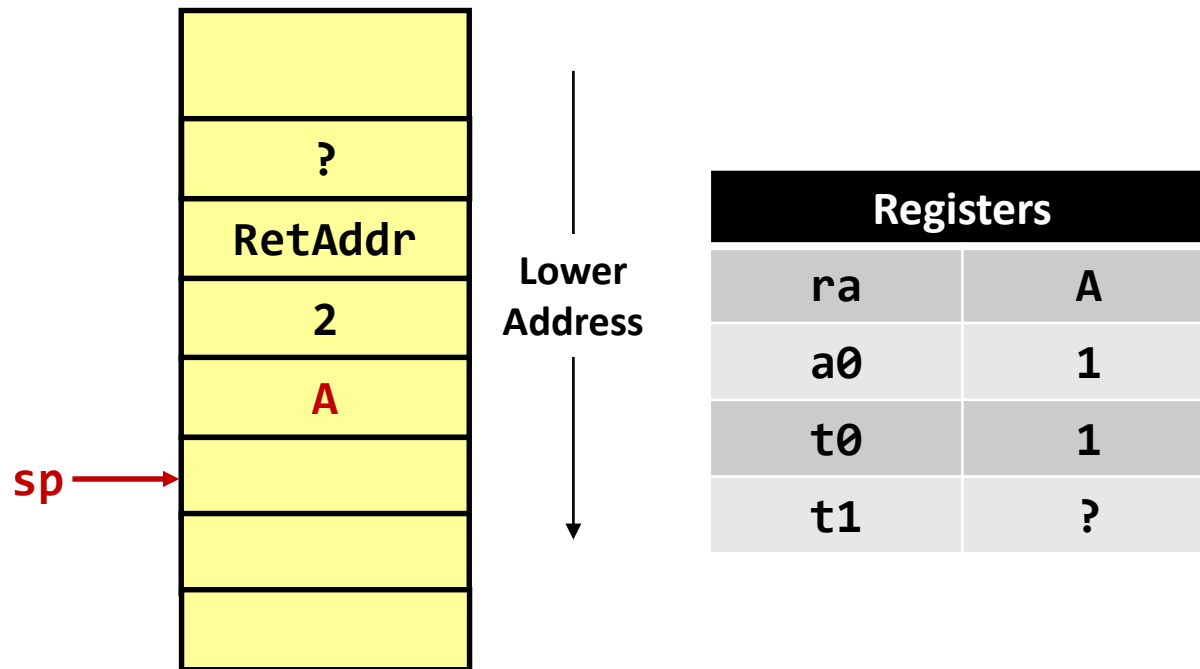 ?
RetAddr
2
A
sp
Lower
Address
Registers
ra A
a0 1
t0 1
t1 ?